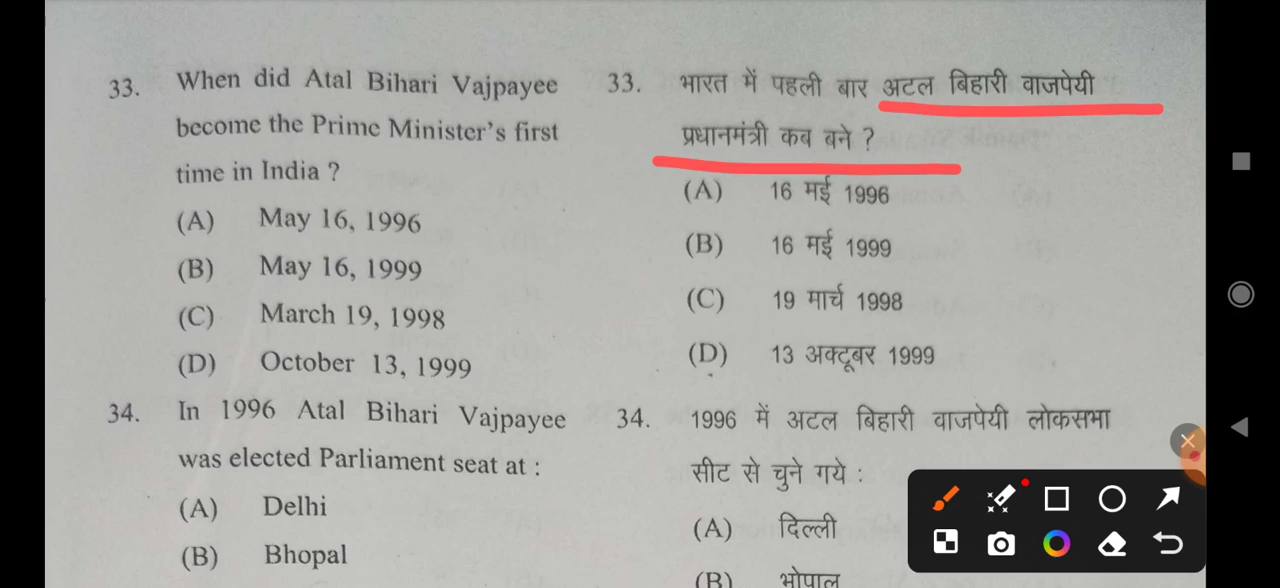 33. When did Atal Bihari Vajpayee
become the Prime Minister's first
time in India ?
(A) May 16, 1996
(B) May 16, 1999
(C) March 19, 1998
(D) October 13, 1999
34. In 1996 Atal Bihari Vajpayee
was elected Parliament seat at :
(A) Delhi
(B) Bhopal
33. भारत में पहली बार अटल बिहारी वाजपेयी
प्रधानमंत्री कब बने ?
(A) 16 मई 1996
(B) 16 मई 1999
(C) 19 मार्च 1998
(D) 13 अक्टूबर 1999
34. 1996 में अटल बिहारी वाजपेयी लोकसभा
सीट से चुने गये :
(A) दिल्ली
(B) भोपाल